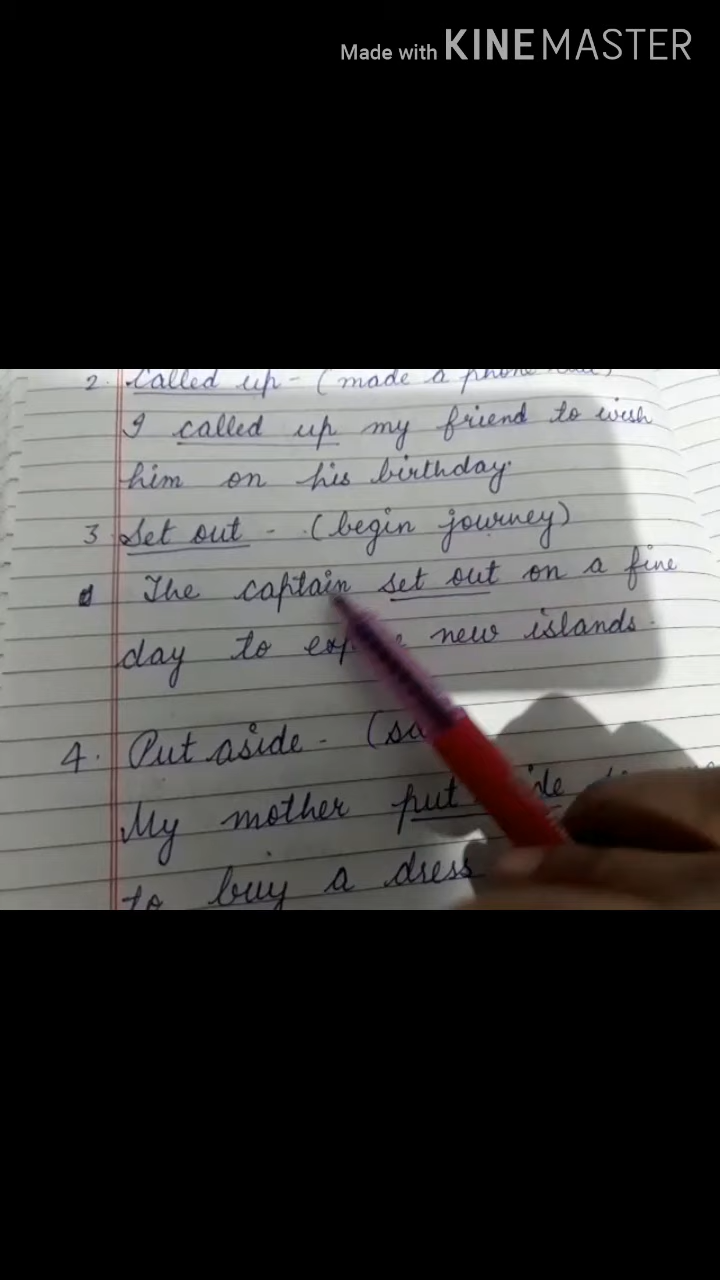 Made with KINEMASTER
2. Called up - (made a phone
I called up my friend to wish
him on his birthday.
3. Set out - (begin journey)
The captain set out on a fine
day to new islands.
4. Put aside - (
My mother put
to buy a dress